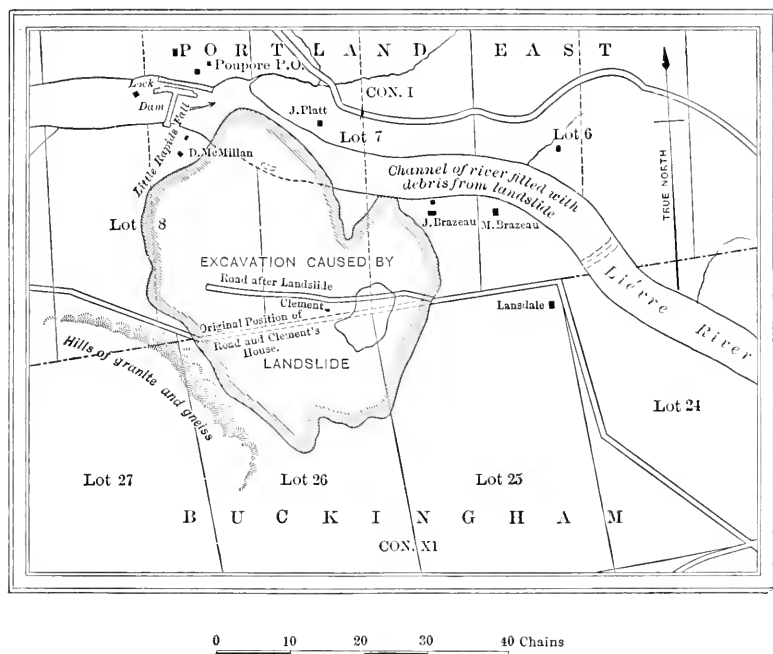 PORTLAND EAST
Poupore P.O.
Lock
CON. I
Dam
J. Platt
Lot 7
Lot 6
Little Rapids Fall
D. McMillan
Channel of river filled with
debris from landslide
TRUE NORTH
Lot 8
J. Brazeau
M. Brazeau
EXCAVATION CAUSED BY
Road after Landslide
Clement
Lansdale
Lièvre River
Original Position of
Road and Clement's
House.
LANDSLIDE
Hills of granite and gneiss
Lot 24
Lot 27
Lot 26
Lot 25
BUCKINGHAM
CON. X1
0 10 20 30 40 Chains